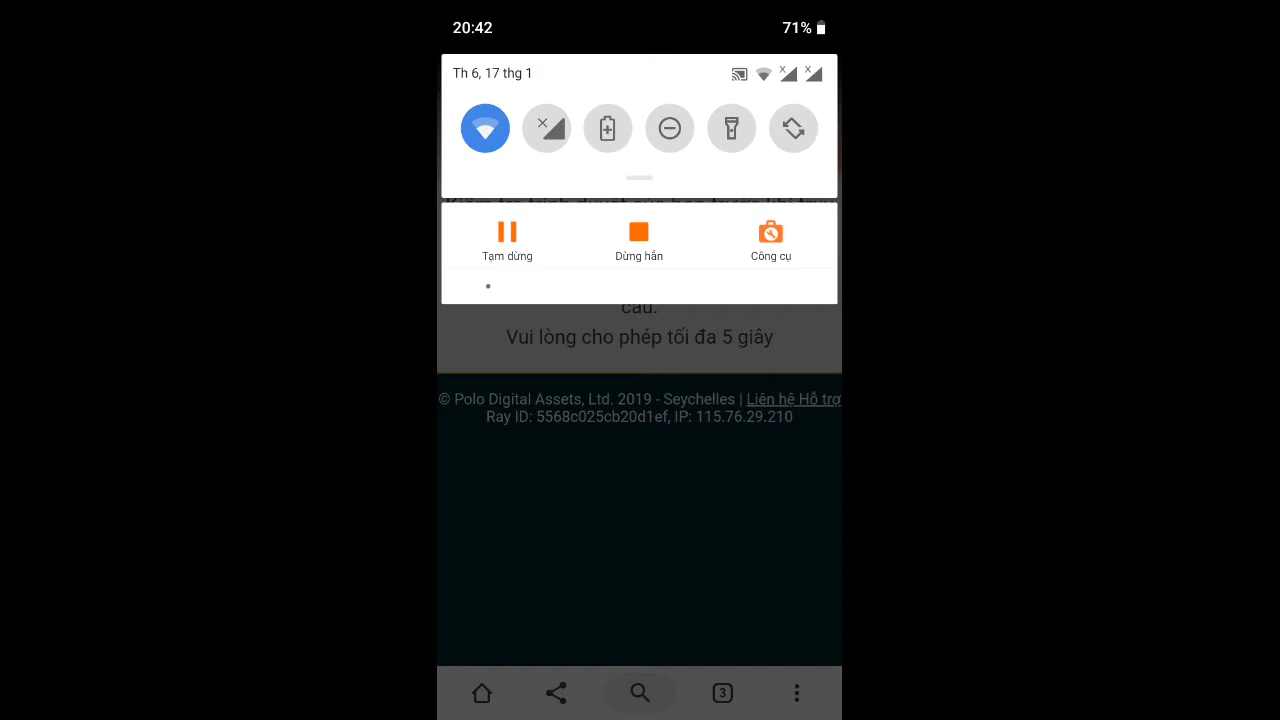 20:42 71%
Th 6, 17 thg 1
Tạm dừng Dừng hẳn Công cụ
cầu.
Vui lòng cho phép tối đa 5 giây
© Polo Digital Assets, Ltd. 2019 - Seychelles | Liên hệ Hỗ trợ
Ray ID: 5568c025cb20d1ef, IP: 115.76.29.210
3